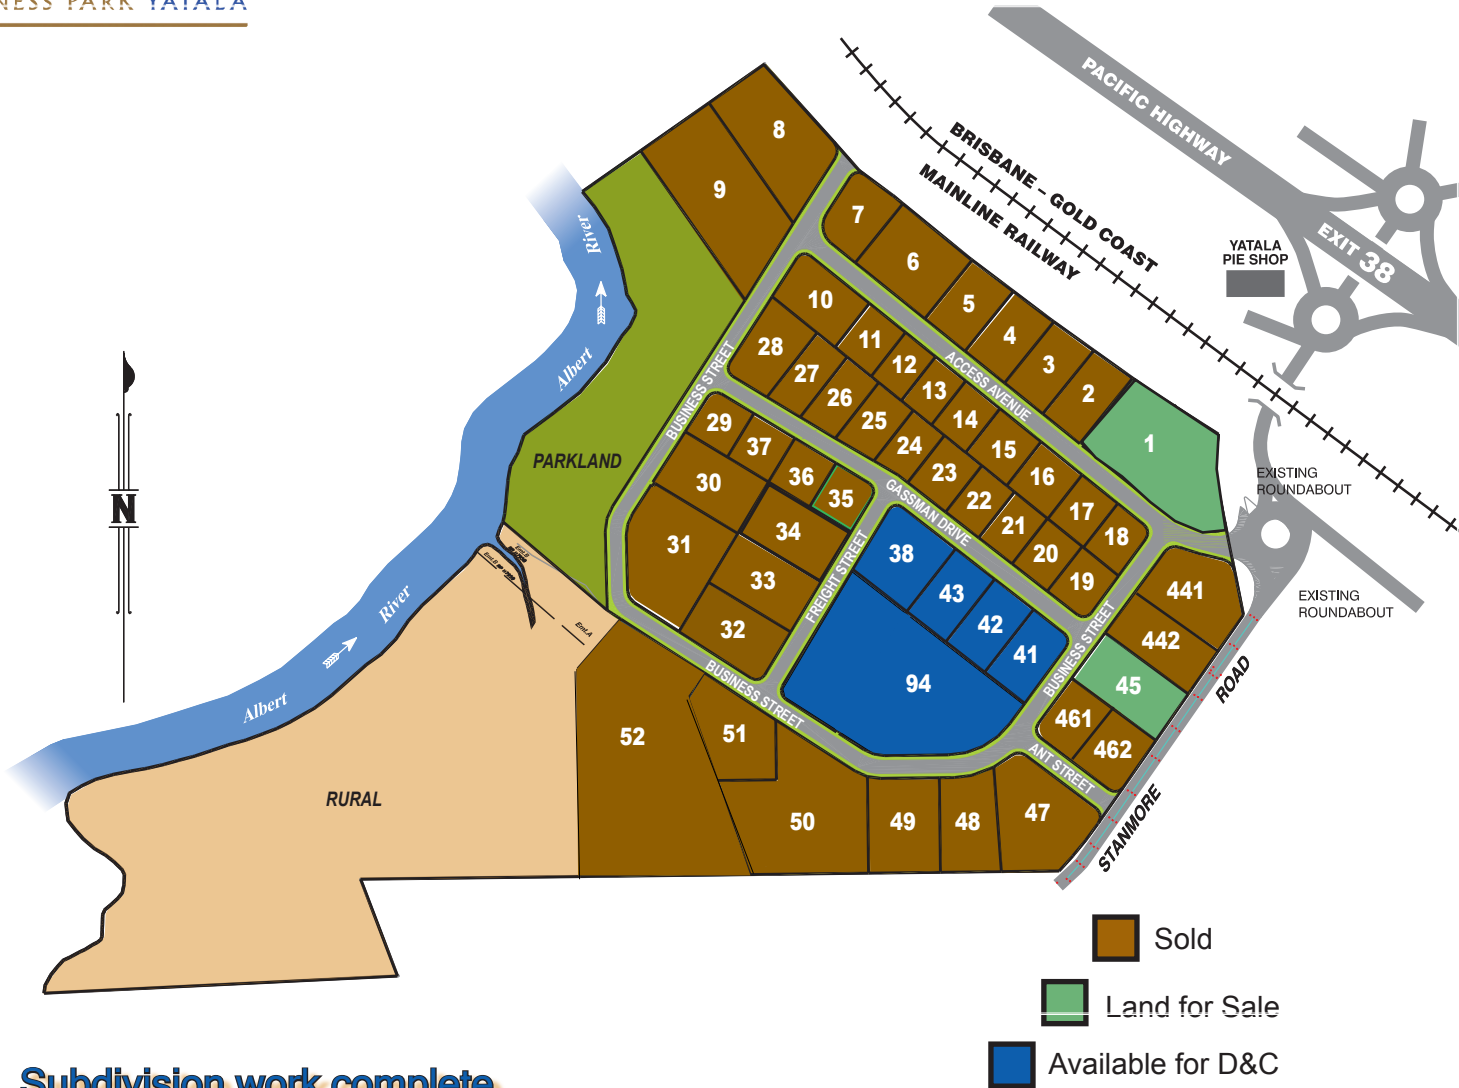 NESS PARK YATALA
PACIFIC HIGHWAY
EXIT 38
BRISBANE - GOLD COAST
MAINLINE RAILWAY
YATALA
PIE SHOP
8
9
7
6
5
4
3
2
1
10
11
12
13
14
15
16
17
18
ACCESS AVENUE
28
27
26
25
24
23
22
21
20
19
BUSINESS STREET
GASSMAN DRIVE
29
37
36
35
30
34
31
33
32
FREIGHT STREET
38
43
42
41
94
BUSINESS STREET
BUSINESS STREET
EXISTING
ROUNDABOUT
EXISTING
ROUNDABOUT
441
442
45
461
462
ANT STREET
STANMORE ROAD
47
48
49
50
51
52
PARKLAND
RURAL
River
Albert
River
Albert
Emt.A
N
Sold
Land for Sale
Available for D&C
Subdivision work complete